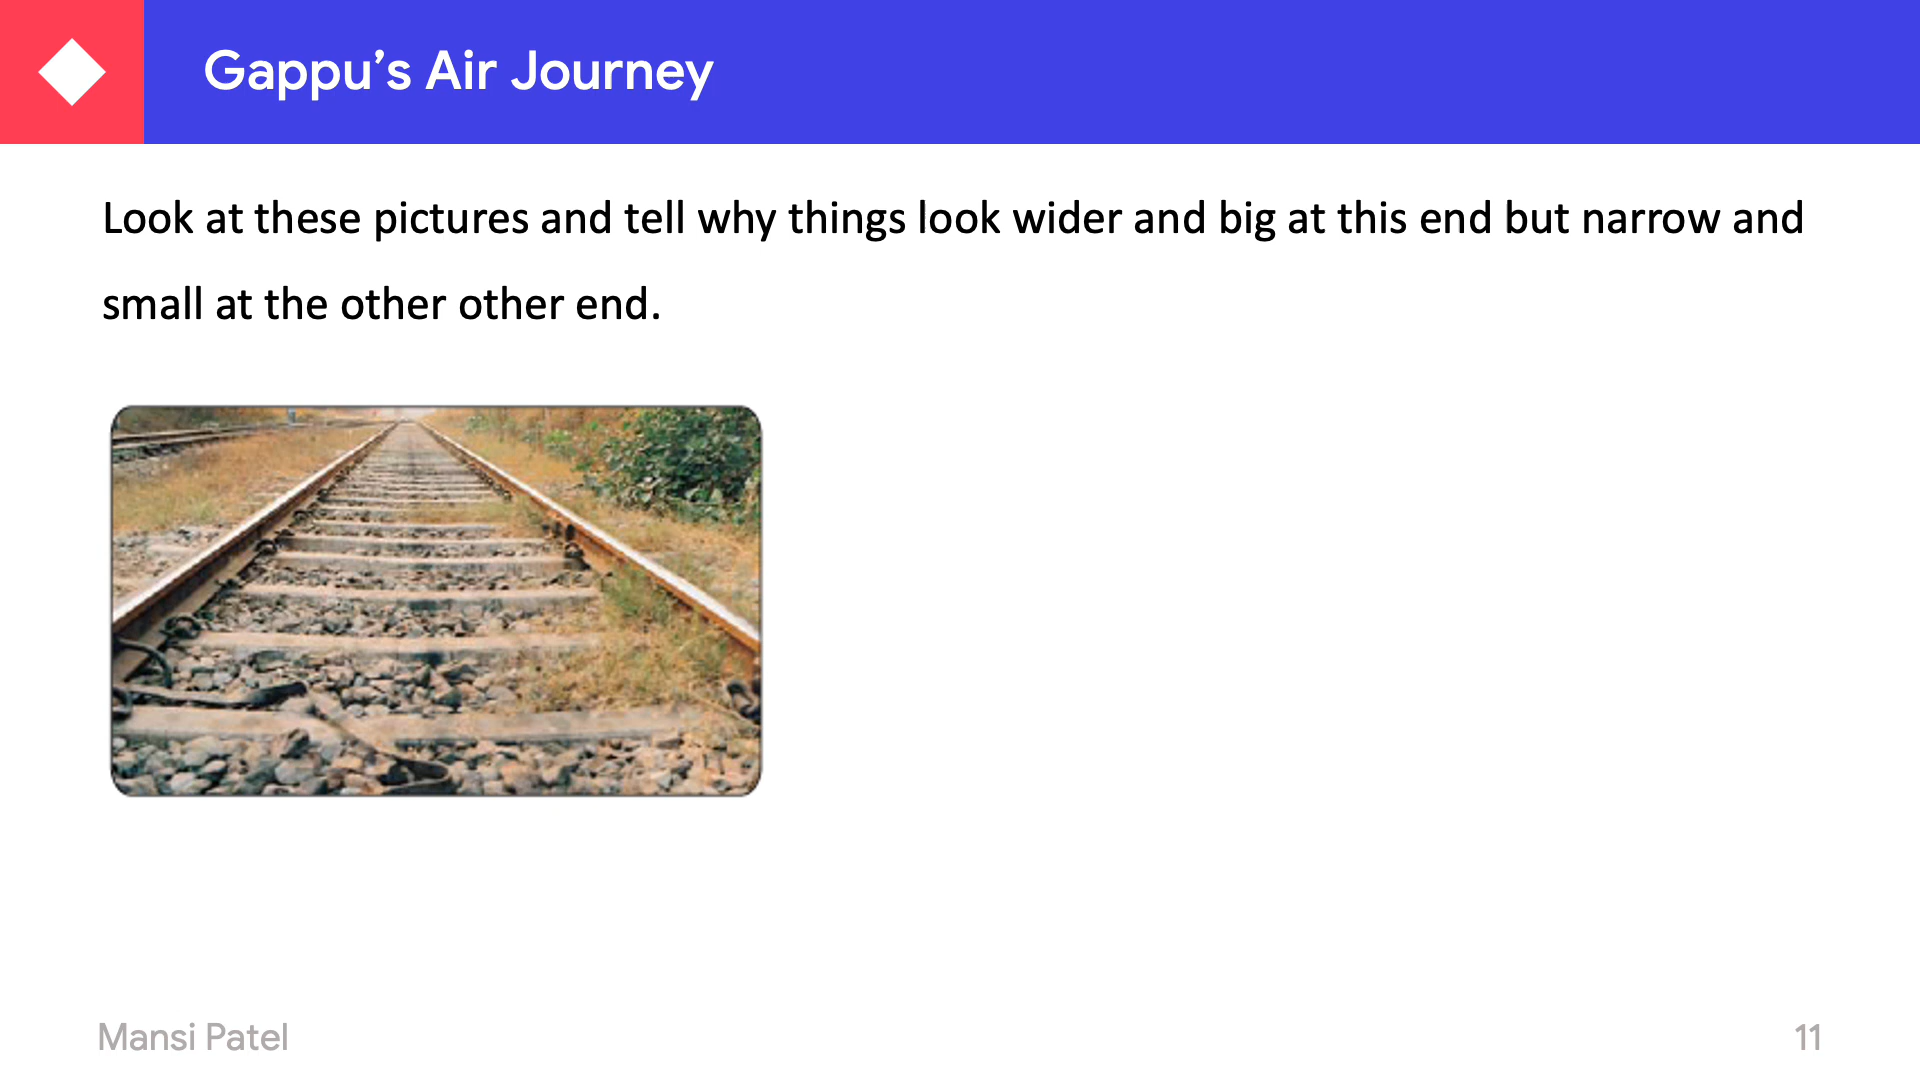 Gappu’s Air Journey
Look at these pictures and tell why things look wider and big at this end but narrow and
small at the other other end.
Mansi Patel
11